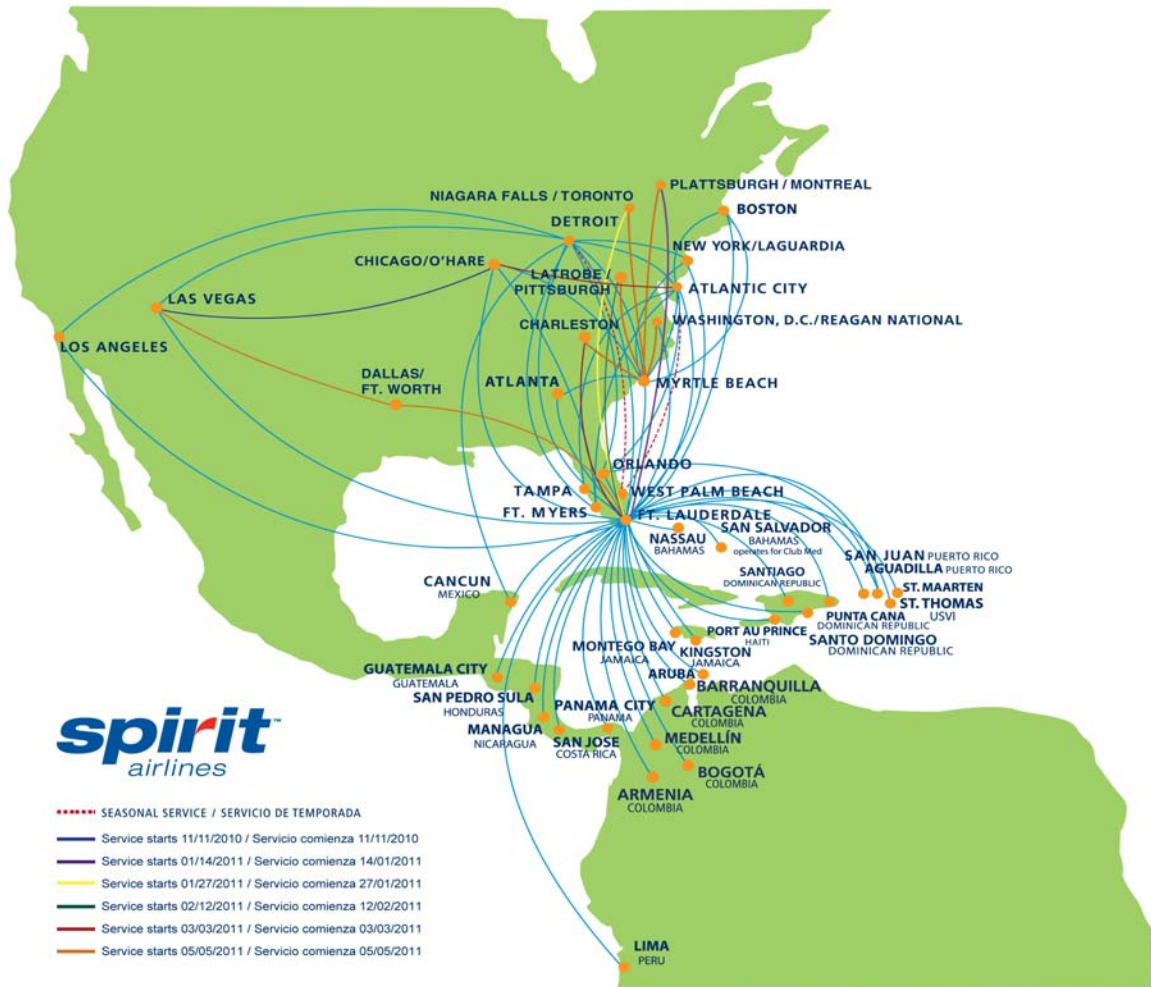 PLATTSBURGH / MONTREAL
NIAGARA FALLS / TORONTO
BOSTON
DETROIT
NEW YORK/LAGUARDIA
CHICAGO/O'HARE
LATROBE /
PITTSBURGH
ATLANTIC CITY
LAS VEGAS
WASHINGTON, D.C./REAGAN NATIONAL
CHARLESTON
LOS ANGELES
DALLAS/
FT. WORTH
ATLANTA
MYRTLE BEACH
ORLANDO
TAMPA
WEST PALM BEACH
FT. MYERS
FT. LAUDERDALE
NASSAU
BAHAMAS
SAN SALVADOR
BAHAMAS
operates for Club Med
SAN JUAN PUERTO RICO
AGUADILLA PUERTO RICO
SANTIAGO
DOMINICAN REPUBLIC
ST. MAARTEN
ST. THOMAS
USVI
CANCUN
MEXICO
PUNTA CANA
DOMINICAN REPUBLIC
PORT AU PRINCE
HAITI
SANTO DOMINGO
DOMINICAN REPUBLIC
MONTEGO BAY
JAMAICA
KINGSTON
JAMAICA
GUATEMALA CITY
GUATEMALA
ARUBA
BARRANQUILLA
COLOMBIA
SAN PEDRO SULA
HONDURAS
PANAMA CITY
PANAMA
CARTAGENA
COLOMBIA
MANAGUA
NICARAGUA
SAN JOSE
COSTA RICA
MEDELLÍN
COLOMBIA
BOGOTÁ
COLOMBIA
ARMENIA
COLOMBIA
LIMA
PERU
spirit™
airlines
SEASONAL SERVICE / SERVICIO DE TEMPORADA
Service starts 11/11/2010 / Servicio comienza 11/11/2010
Service starts 01/14/2011 / Servicio comienza 14/01/2011
Service starts 01/27/2011 / Servicio comienza 27/01/2011
Service starts 02/12/2011 / Servicio comienza 12/02/2011
Service starts 03/03/2011 / Servicio comienza 03/03/2011
Service starts 05/05/2011 / Servicio comienza 05/05/2011